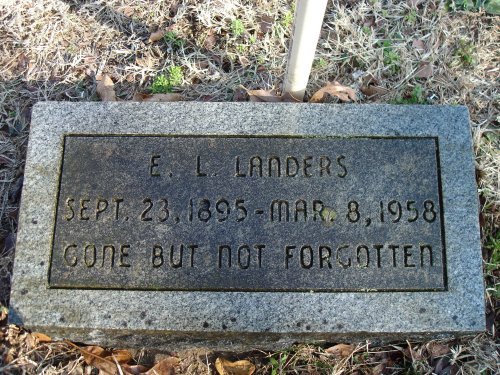 E. L. LANDERS
SEPT. 23, 1895 - MAR. 8, 1958
GONE BUT NOT FORGOTTEN